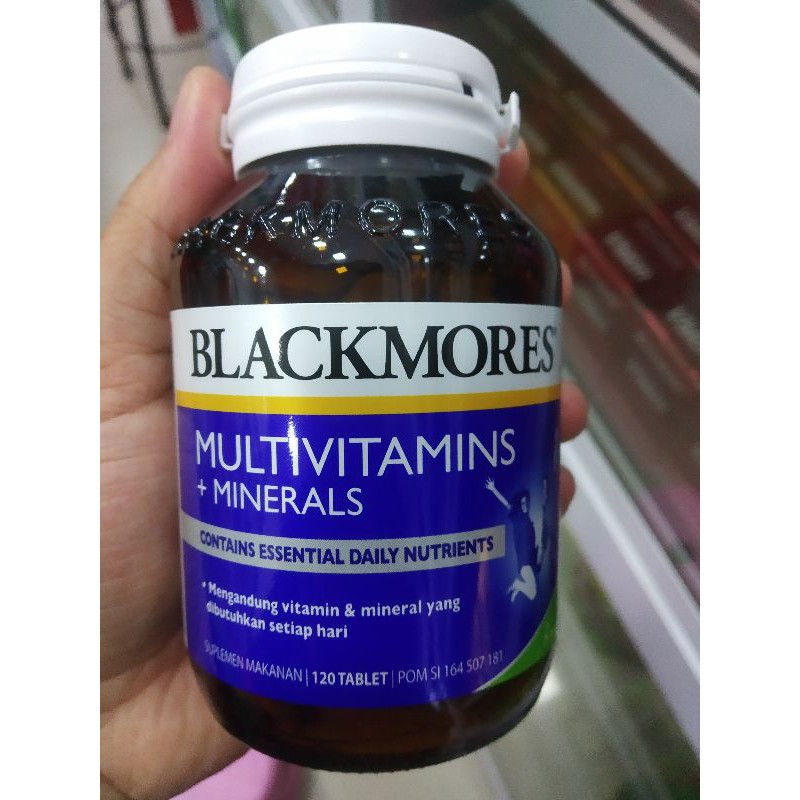 BLACKMORES
BLACKMORES
MULTIVITAMINS
+ MINERALS
CONTAINS ESSENTIAL DAILY NUTRIENTS
• Mengandung vitamin & mineral yang
dibutuhkan setiap hari
SUPLEMEN MAKANAN | 120 TABLET | POM SI 164 507 181